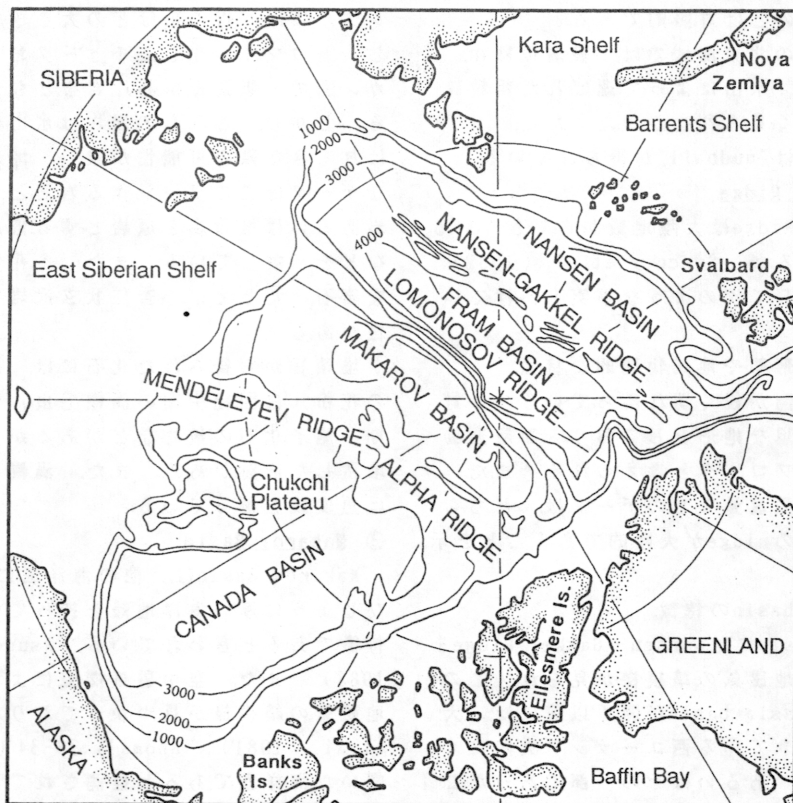 Kara Shelf
Nova
Zemlya
SIBERIA
Barrents Shelf
1000
2000
3000
4000
NANSEN BASIN
NANSEN-GAKKEL RIDGE
Svalbard
East Siberian Shelf
FRAM BASIN
LOMONOSOV RIDGE
MAKAROV BASIN
MENDELEYEV RIDGE
ALPHA RIDGE
Chukchi
Plateau
CANADA BASIN
Ellesmere Is.
GREENLAND
3000
2000
1000
ALASKA
Banks
Is.
Baffin Bay